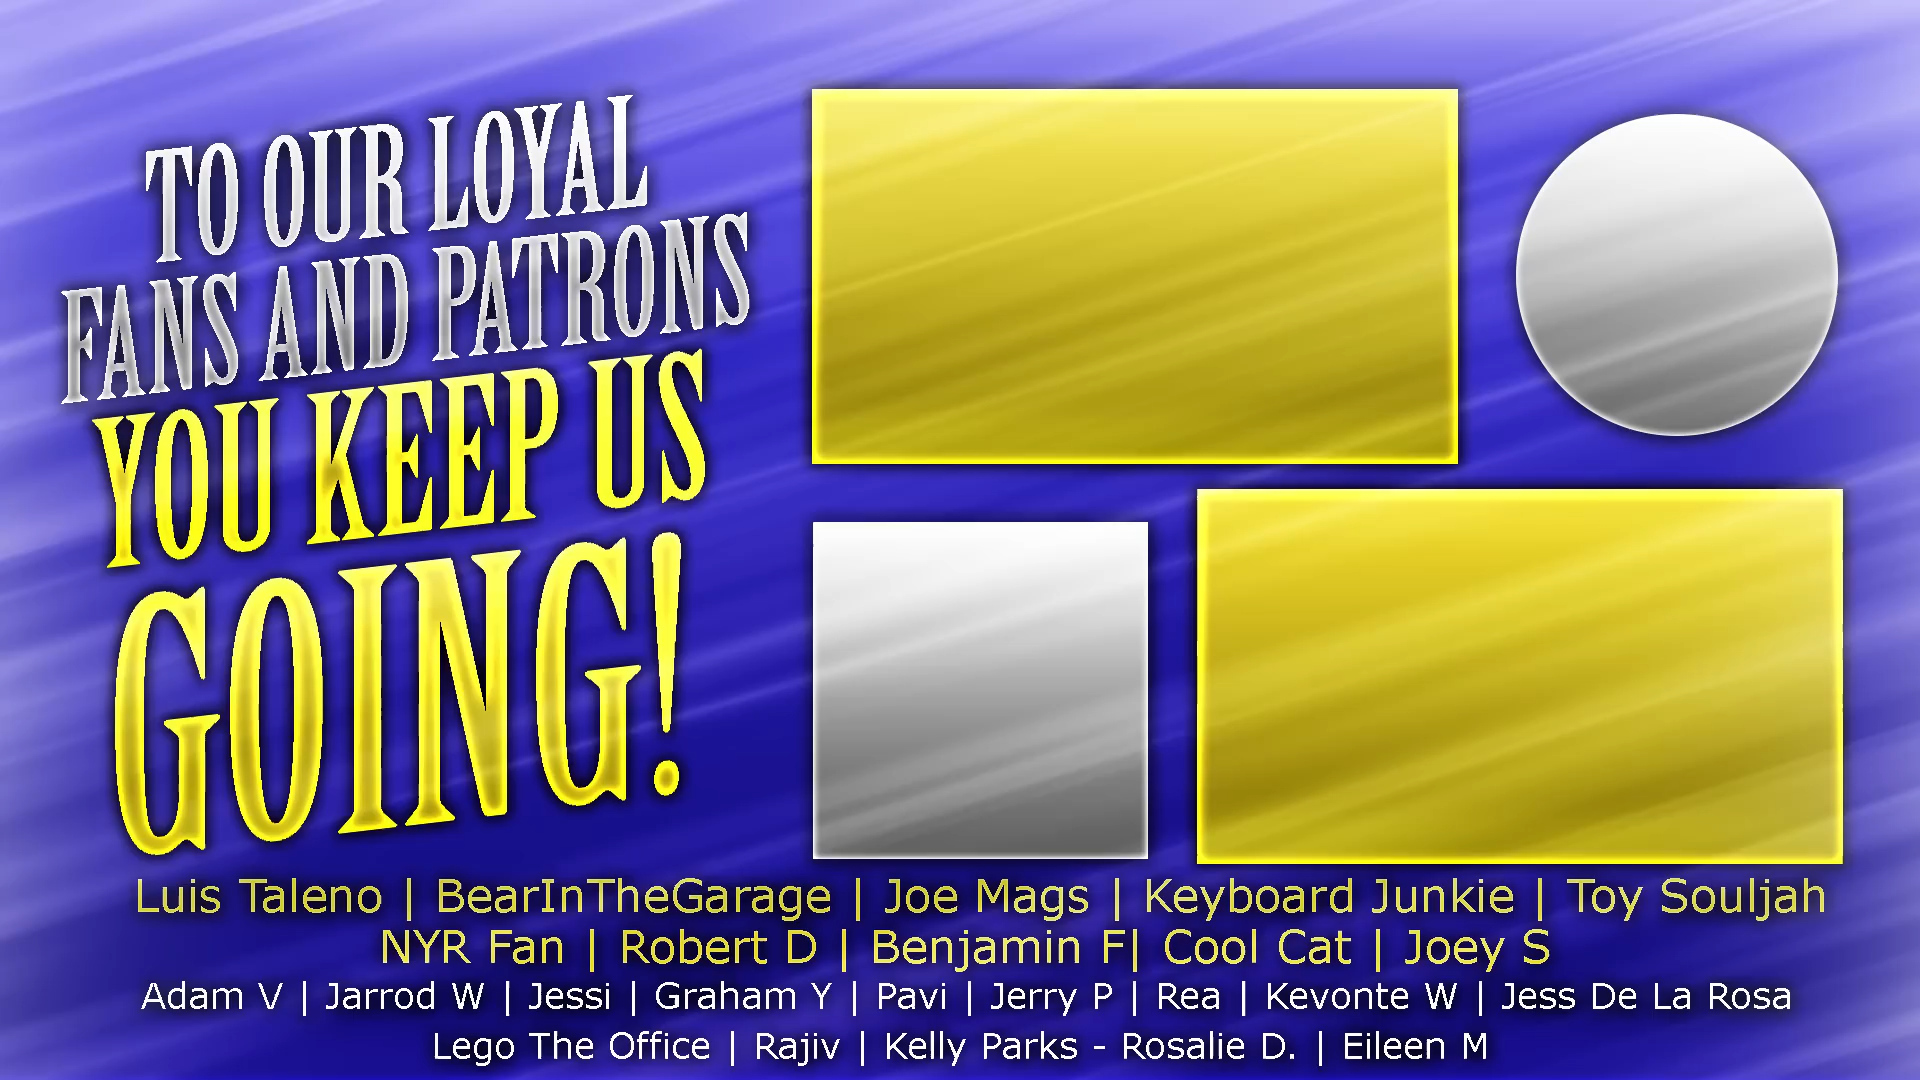 TO OUR LOYAL
FANS AND PATRONS
YOU KEEP US
GOING!
Luis Taleno | BearInTheGarage | Joe Mags | Keyboard Junkie | Toy Souljah
NYR Fan | Robert D | Benjamin F| Cool Cat | Joey S
Adam V | Jarrod W | Jessi | Graham Y | Pavi | Jerry P | Rea | Kevonte W | Jess De La Rosa
Lego The Office | Rajiv | Kelly Parks - Rosalie D. | Eileen M